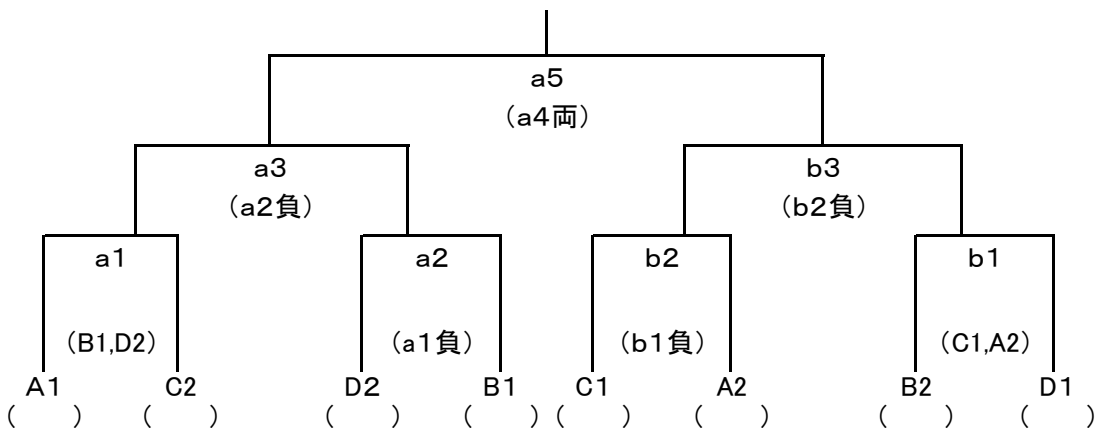 a5
(a4両)
a3 b3
(a2負) (b2負)
a1 a2 b2 b1
(B1,D2) (a1負) (b1負) (C1,A2)
A1 C2 D2 B1 C1 A2 B2 D1
( ) ( ) ( ) ( ) ( ) ( ) ( ) ( )